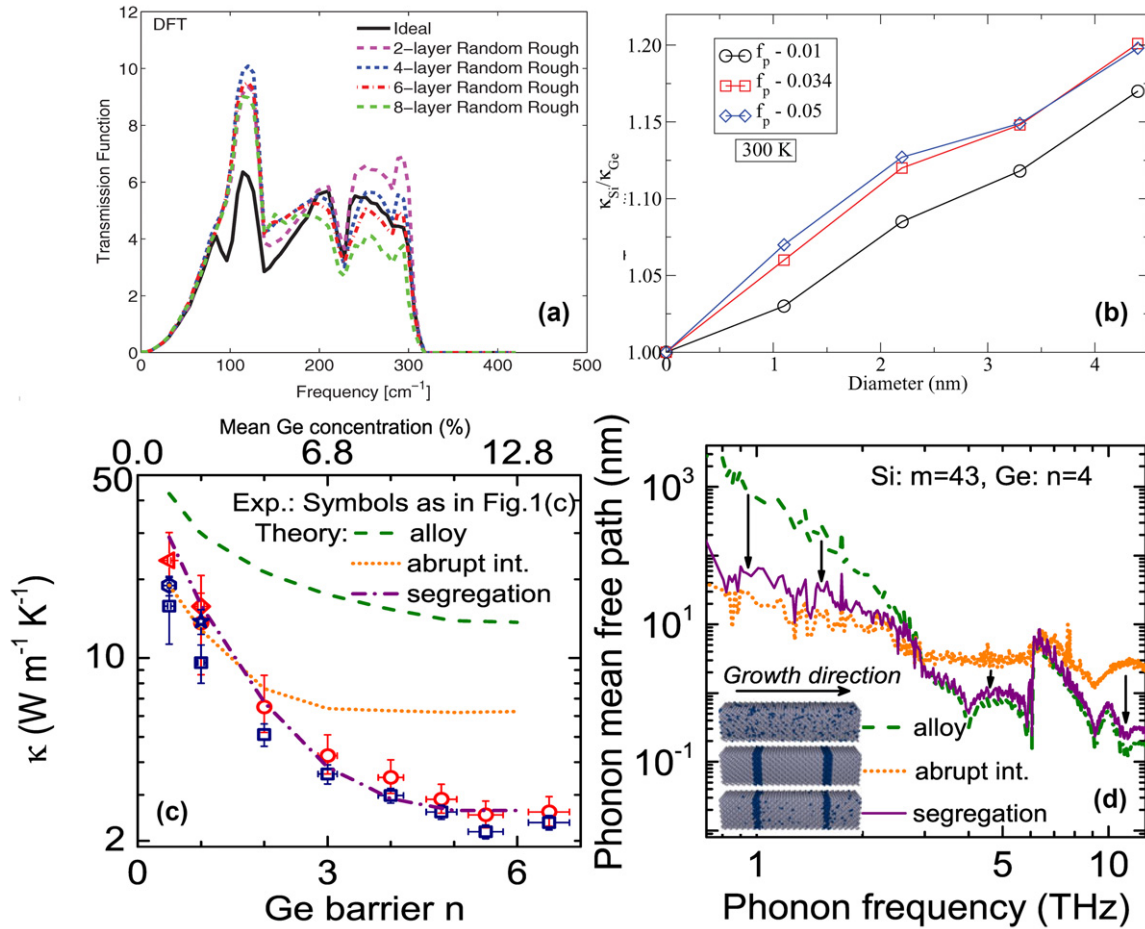 DFT
Ideal
2-layer Random Rough
4-layer Random Rough
6-layer Random Rough
8-layer Random Rough
Transmission Function
12
10
8
6
4
2
0
0
100
200
300
400
500
Frequency [cm⁻¹]
(a)
f_p - 0.01
f_p - 0.034
f_p - 0.05
300 K
κ_Si/κ_Ge
1.20
1.15
1.10
1.05
1.00
0
1
2
3
4
Diameter (nm)
(b)
Mean Ge concentration (%)
0.0
6.8
12.8
κ (W m⁻¹ K⁻¹)
50
10
2
Exp.: Symbols as in Fig.1(c)
Theory:
alloy
abrupt int.
segregation
(c)
0
3
6
Ge barrier n
Phonon mean free path (nm)
10³
10²
10¹
10⁻¹
Si: m=43, Ge: n=4
Growth direction
alloy
abrupt int.
segregation
(d)
1
5
10
Phonon frequency (THz)